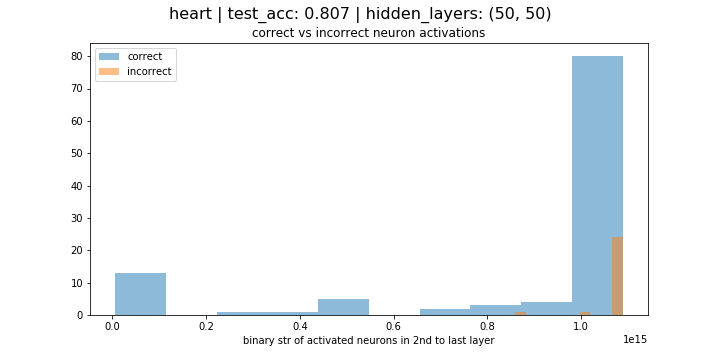 heart | test_acc: 0.807 | hidden_layers: (50, 50)
correct vs incorrect neuron activations
correct
incorrect
80
70
60
50
40
30
20
10
0
0.0 0.2 0.4 0.6 0.8 1.0
1e15
binary str of activated neurons in 2nd to last layer